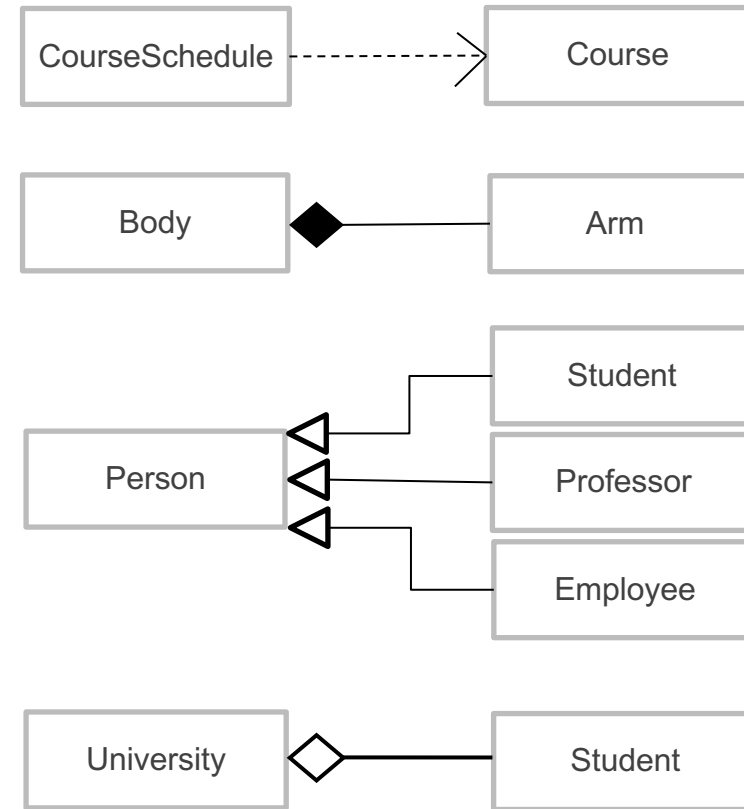 CourseSchedule
Course
Body
Arm
Student
Person
Professor
Employee
University
Student